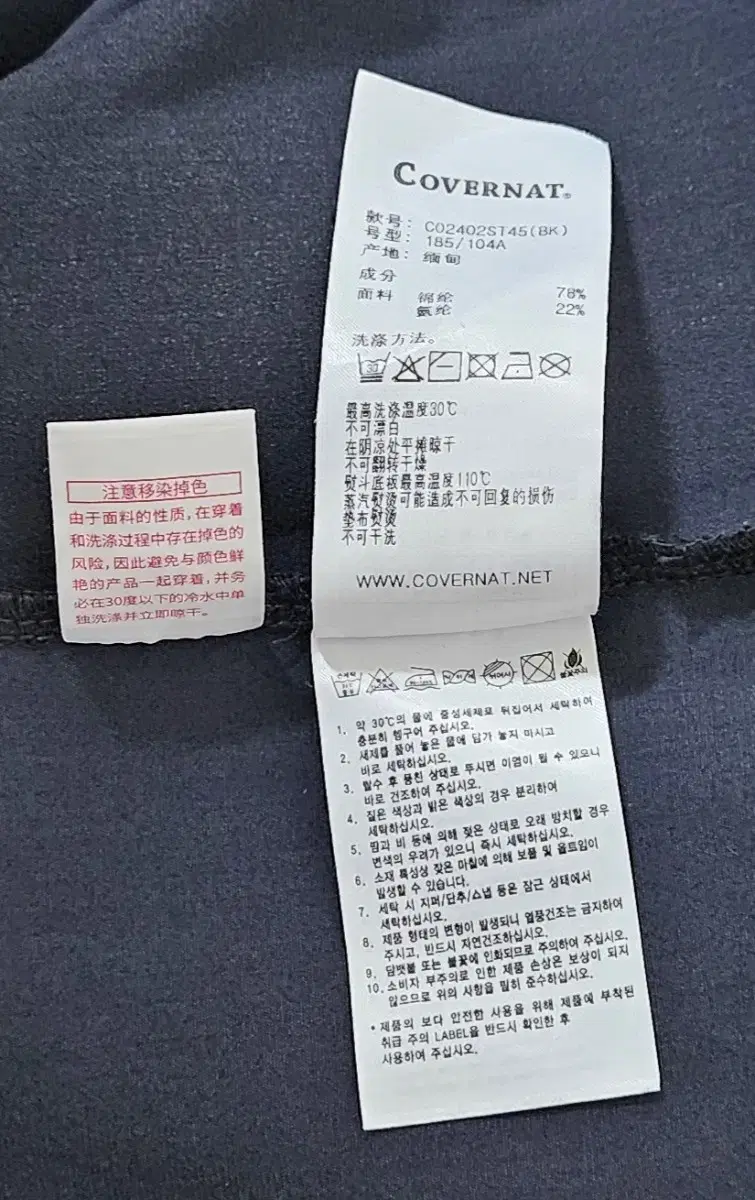 COVERNAT.
款号: C02402ST45(BK)
号型: 185/104A
产地: 缅甸
成分
面料 锦纶 78%
氨纶 22%
洗涤方法。
30
最高洗涤温度30℃
不可漂白
在阴凉处平摊晾干
不可翻转干燥
熨斗底板最高温度110℃
蒸汽熨烫可能造成不可回复的损伤
垫布熨烫
不可干洗
WWW.COVERNAT.NET
注意移染掉色
由于面料的性质,在穿着
和洗涤过程中存在掉色的
风险,因此避免与颜色鲜
艳的产品一起穿着,并务
必在30度以下的冷水中单
独洗涤并立即晾干。
1. 약 30℃의 물에 중성세제로 뒤집어서 세탁하여
충분히 헹구어 주십시오.
2. 세제를 풀어 놓은 물에 담가 놓지 마시고
바로 세탁하십시오.
3. 탈수 후 뭉친 상태로 두시면 이염이 될 수 있으니
바로 건조하여 주십시오.
4. 짙은 색상과 밝은 색상의 경우 분리하여
세탁하십시오.
5. 땀과 비 등에 의해 젖은 상태로 오래 방치할 경우
변색의 우려가 있으니 즉시 세탁하십시오.
6. 소재 특성상 잦은 마찰에 의해 보풀 및 올트임이
발생할 수 있습니다.
7. 세탁 시 지퍼/단추/스냅 등은 잠근 상태에서
세탁하십시오.
8. 제품 형태의 변형이 발생되니 열풍건조는 금지하여
주시고, 반드시 자연건조하십시오.
9. 담뱃불 또는 불꽃에 인화되므로 주의하여 주십시오.
10. 소비자 부주의로 인한 제품 손상은 보상이 되지
않으므로 위의 사항을 필히 준수하십시오.
• 제품의 보다 안전한 사용을 위해 제품에 부착된
취급 주의 LABEL을 반드시 확인한 후
사용하여 주십시오.